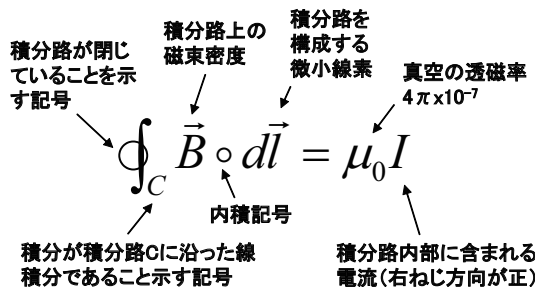 積分路が閉じ
ていることを示
す記号
積分路上の
磁束密度
積分路を
構成する
微小線素
真空の透磁率
4πx10⁻⁷
∮_C B⃗ ∘ dl⃗ = μ₀I
内積記号
積分が積分路Cに沿った線
積分であること示す記号
積分路内部に含まれる
電流(右ねじ方向が正)